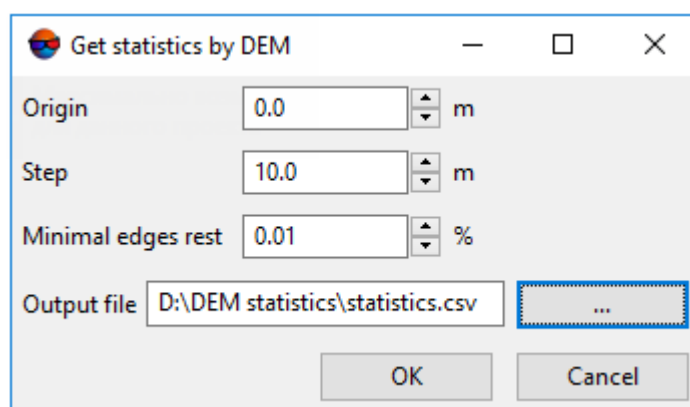 Get statistics by DEM
Origin 0.0 m
Step 10.0 m
Minimal edges rest 0.01 %
Output file D:\DEM statistics\statistics.csv ...
OK Cancel